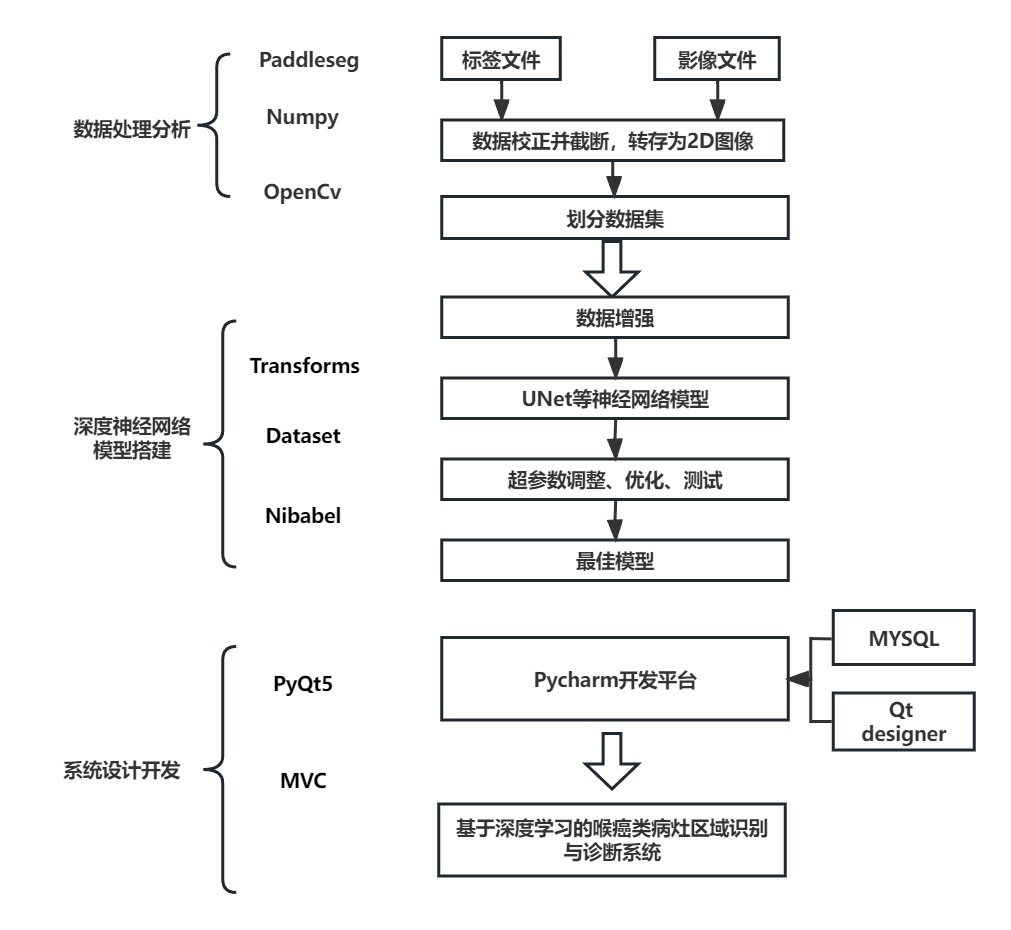 Paddleseg
标签文件
影像文件
Numpy
数据处理分析
数据校正并截断，转存为2D图像
OpenCv
划分数据集
数据增强
Transforms
UNet等神经网络模型
深度神经网络
模型搭建
Dataset
超参数调整、优化、测试
Nibabel
最佳模型
MYSQL
PyQt5
Pycharm开发平台
Qt
designer
系统设计开发
MVC
基于深度学习的喉癌类病灶区域识别
与诊断系统